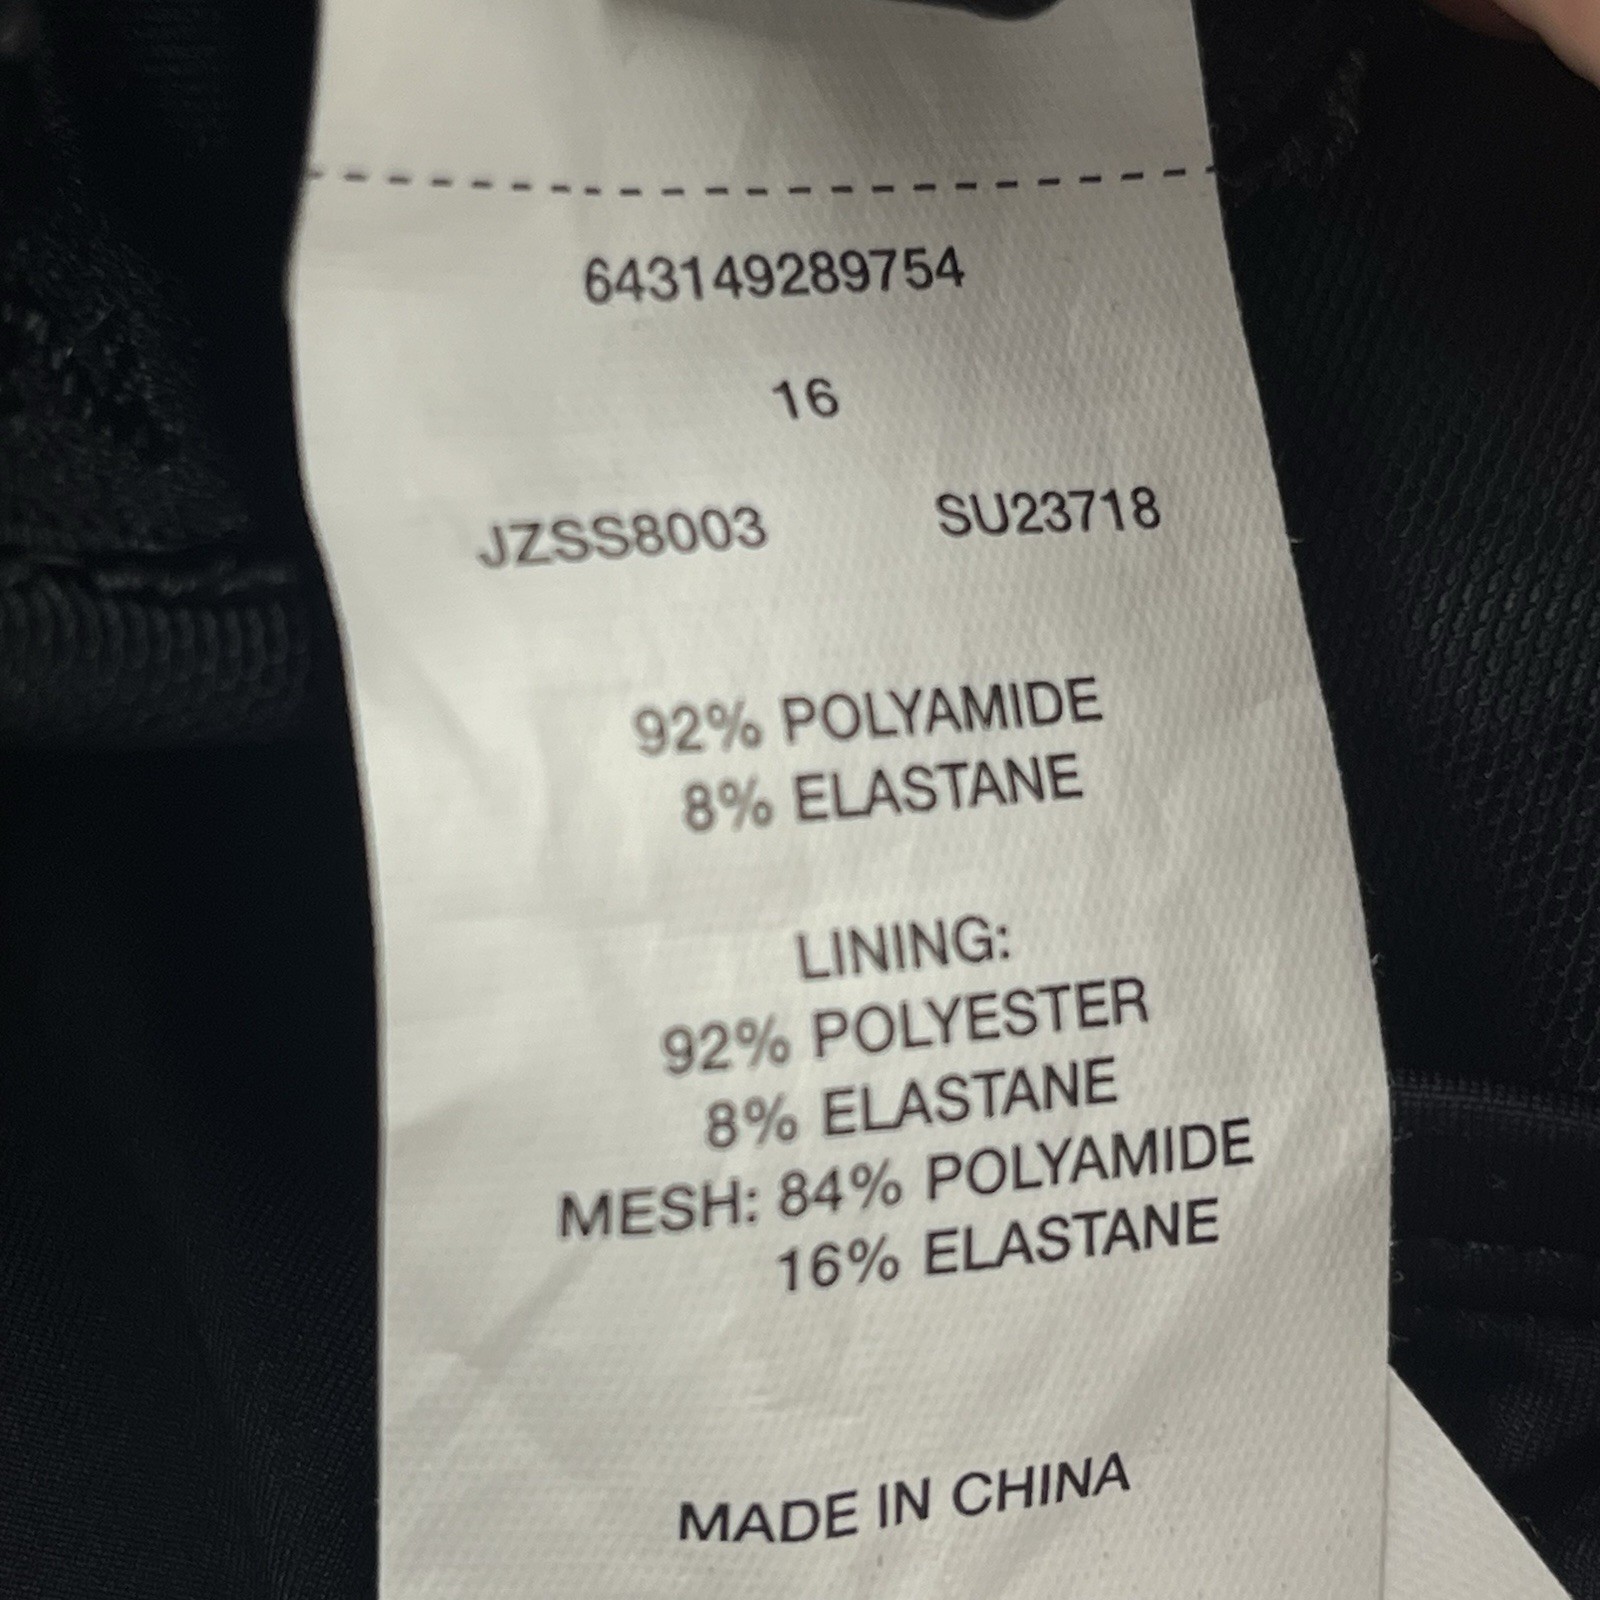 643149289754
16
JZSS8003 SU23718
92% POLYAMIDE
8% ELASTANE
LINING:
92% POLYESTER
8% ELASTANE
MESH: 84% POLYAMIDE
16% ELASTANE
MADE IN CHINA